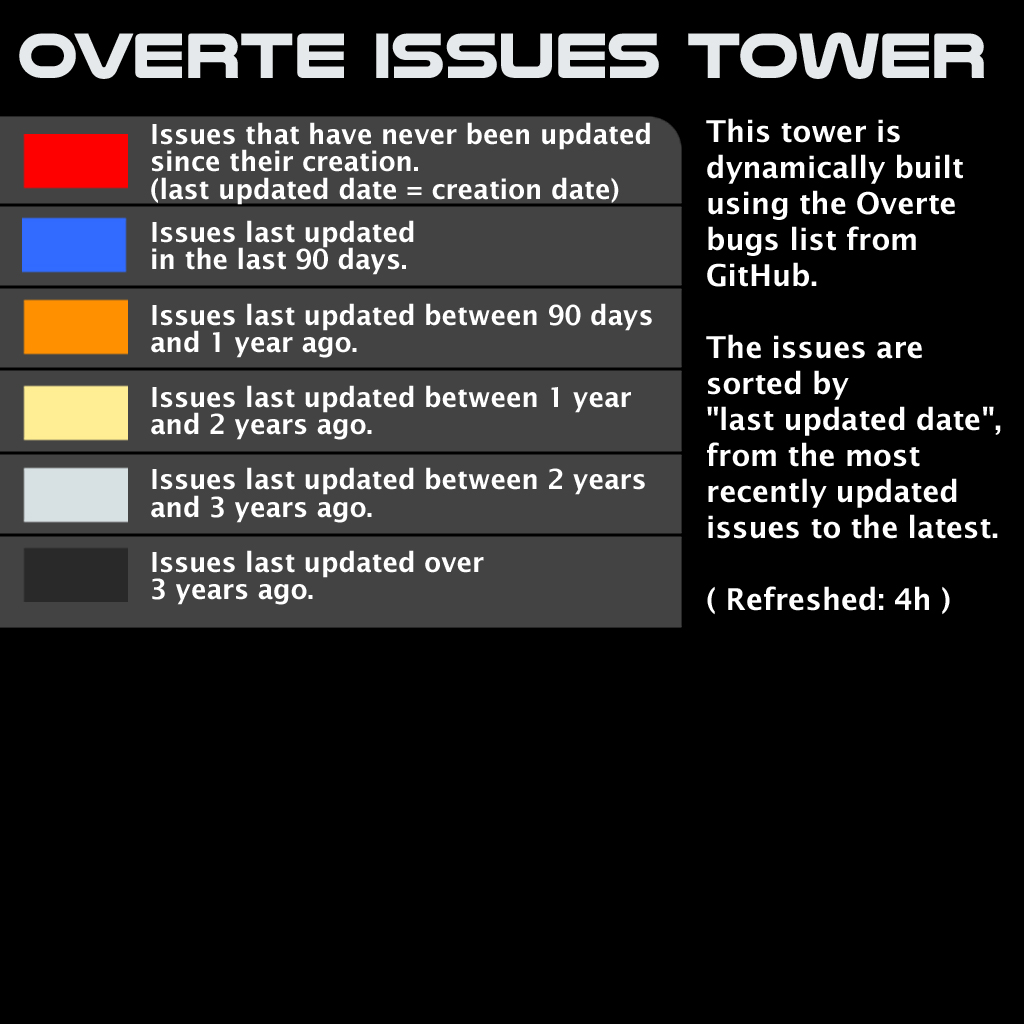 OVERTE ISSUES TOWER
Issues that have never been updated
since their creation.
(last updated date = creation date)
Issues last updated
in the last 90 days.
Issues last updated between 90 days
and 1 year ago.
Issues last updated between 1 year
and 2 years ago.
Issues last updated between 2 years
and 3 years ago.
Issues last updated over
3 years ago.
This tower is
dynamically built
using the Overte
bugs list from
GitHub.
The issues are
sorted by
"last updated date",
from the most
recently updated
issues to the latest.
( Refreshed: 4h )